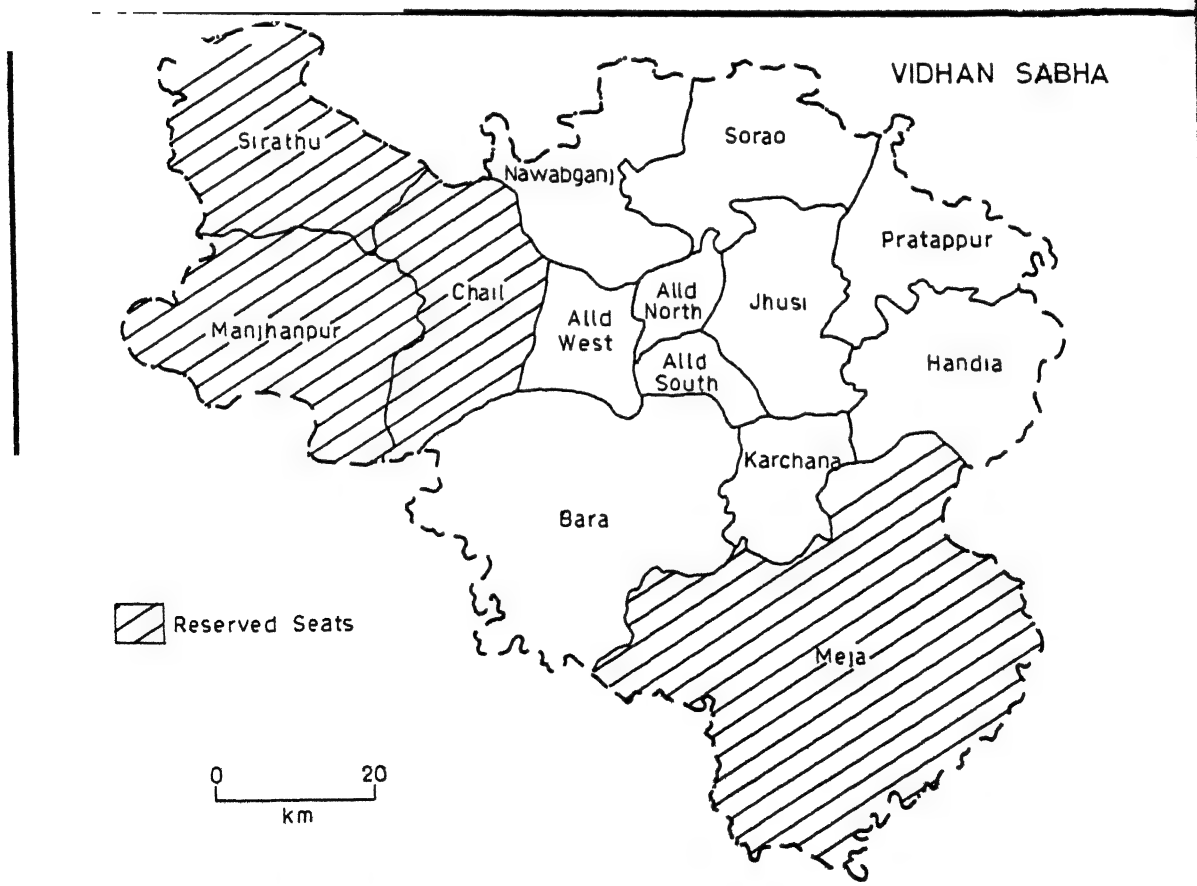 VIDHAN SABHA
Sorao
Sirathu
Nawabganj
Pratappur
Chail
Alld
North
Jhusi
Manjhanpur
Alld
West
Alld
South
Handia
Karchana
Bara
Reserved Seats
Meja
0 20
km